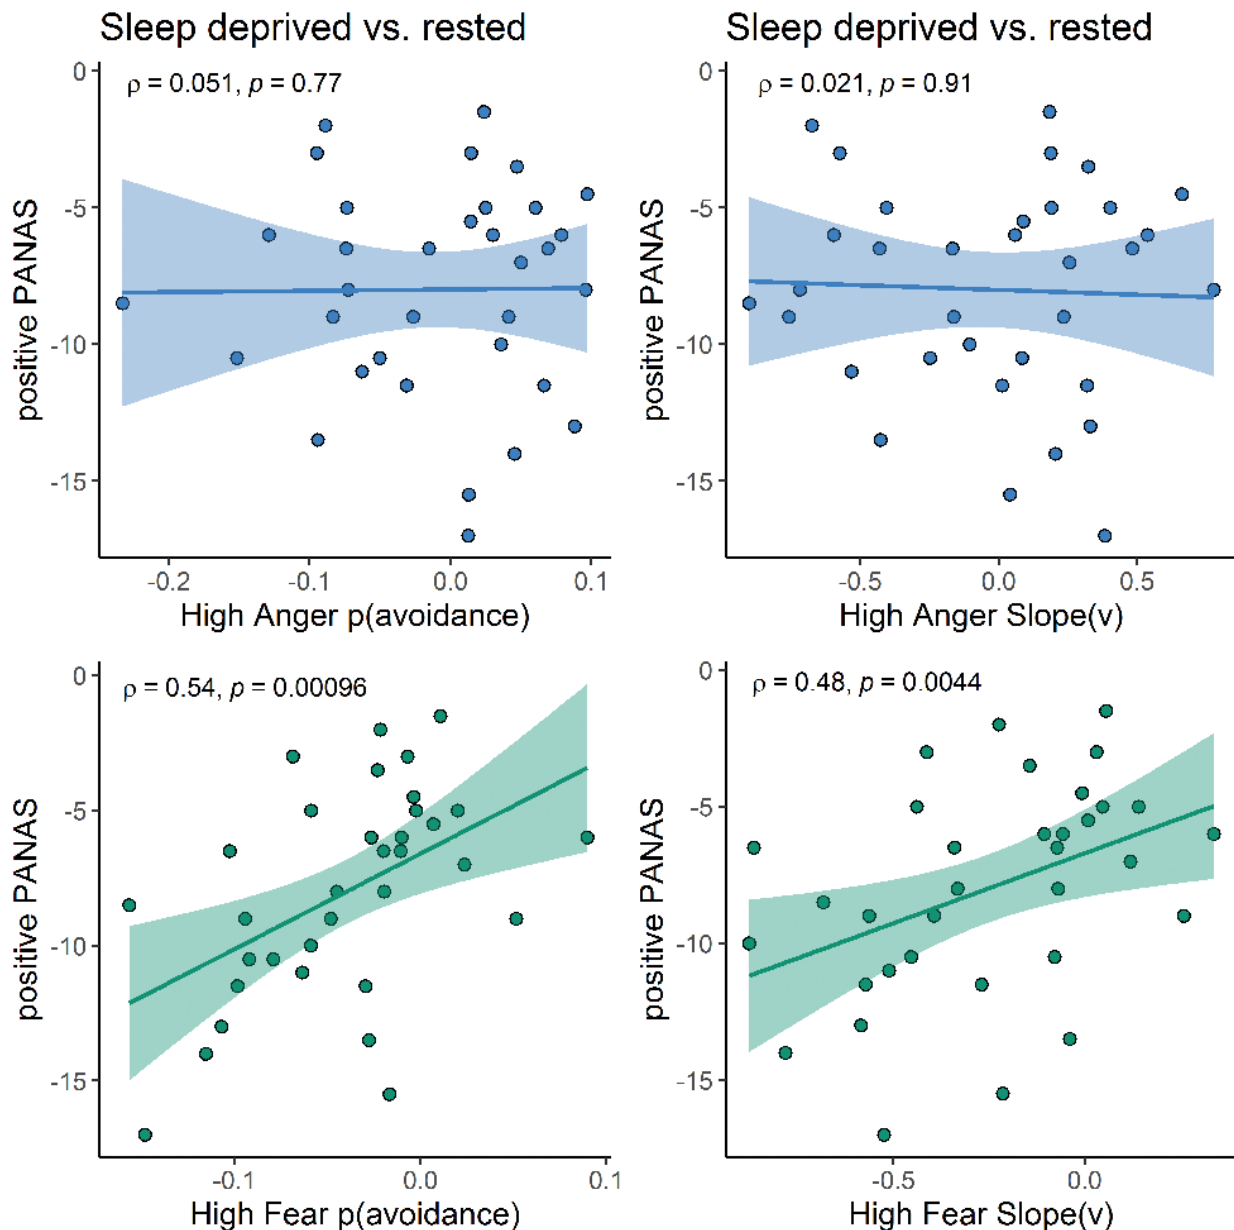 Sleep deprived vs. rested
ρ = 0.051, p = 0.77
positive PANAS
0
-5
-10
-15
-0.2
-0.1
0.0
0.1
High Anger p(avoidance)
Sleep deprived vs. rested
ρ = 0.021, p = 0.91
positive PANAS
0
-5
-10
-15
-0.5
0.0
0.5
High Anger Slope(v)
ρ = 0.54, p = 0.00096
positive PANAS
0
-5
-10
-15
-0.1
0.0
0.1
High Fear p(avoidance)
ρ = 0.48, p = 0.0044
positive PANAS
0
-5
-10
-15
-0.5
0.0
High Fear Slope(v)